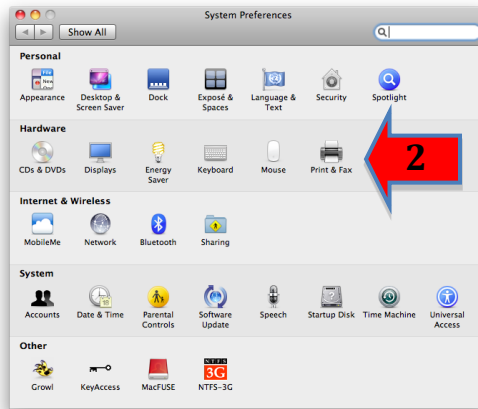 System Preferences
Show All
Personal
Appearance
Desktop &
Screen Saver
Dock
Exposé &
Spaces
Language &
Text
Security
Spotlight
Hardware
CDs & DVDs
Displays
Energy
Saver
Keyboard
Mouse
Print & Fax
2
Internet & Wireless
MobileMe
Network
Bluetooth
Sharing
System
Accounts
Date & Time
Parental
Controls
Software
Update
Speech
Startup Disk
Time Machine
Universal
Access
Other
Growl
KeyAccess
MacFUSE
NTFS
3G
NTFS-3G